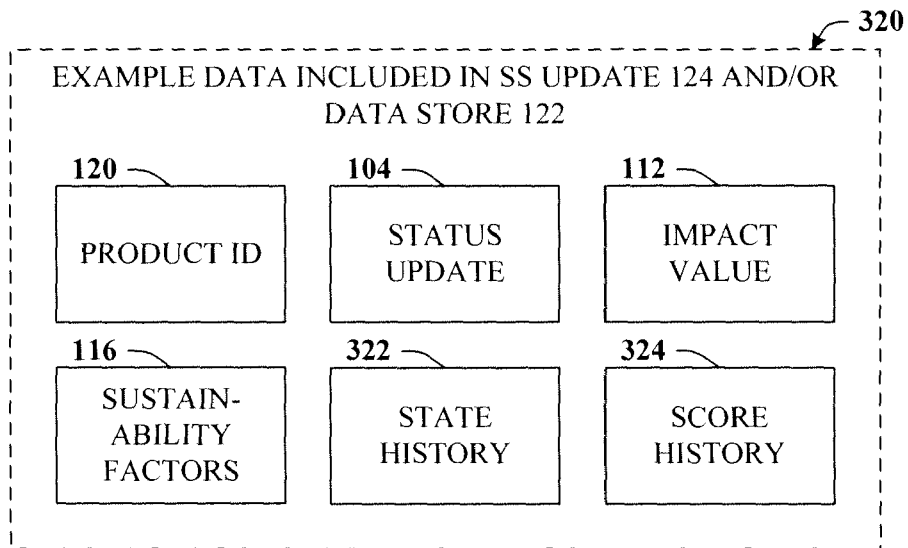 320
EXAMPLE DATA INCLUDED IN SS UPDATE 124 AND/OR
DATA STORE 122
120
104
112
PRODUCT ID
STATUS
UPDATE
IMPACT
VALUE
116
322
324
SUSTAIN-
ABILITY
FACTORS
STATE
HISTORY
SCORE
HISTORY